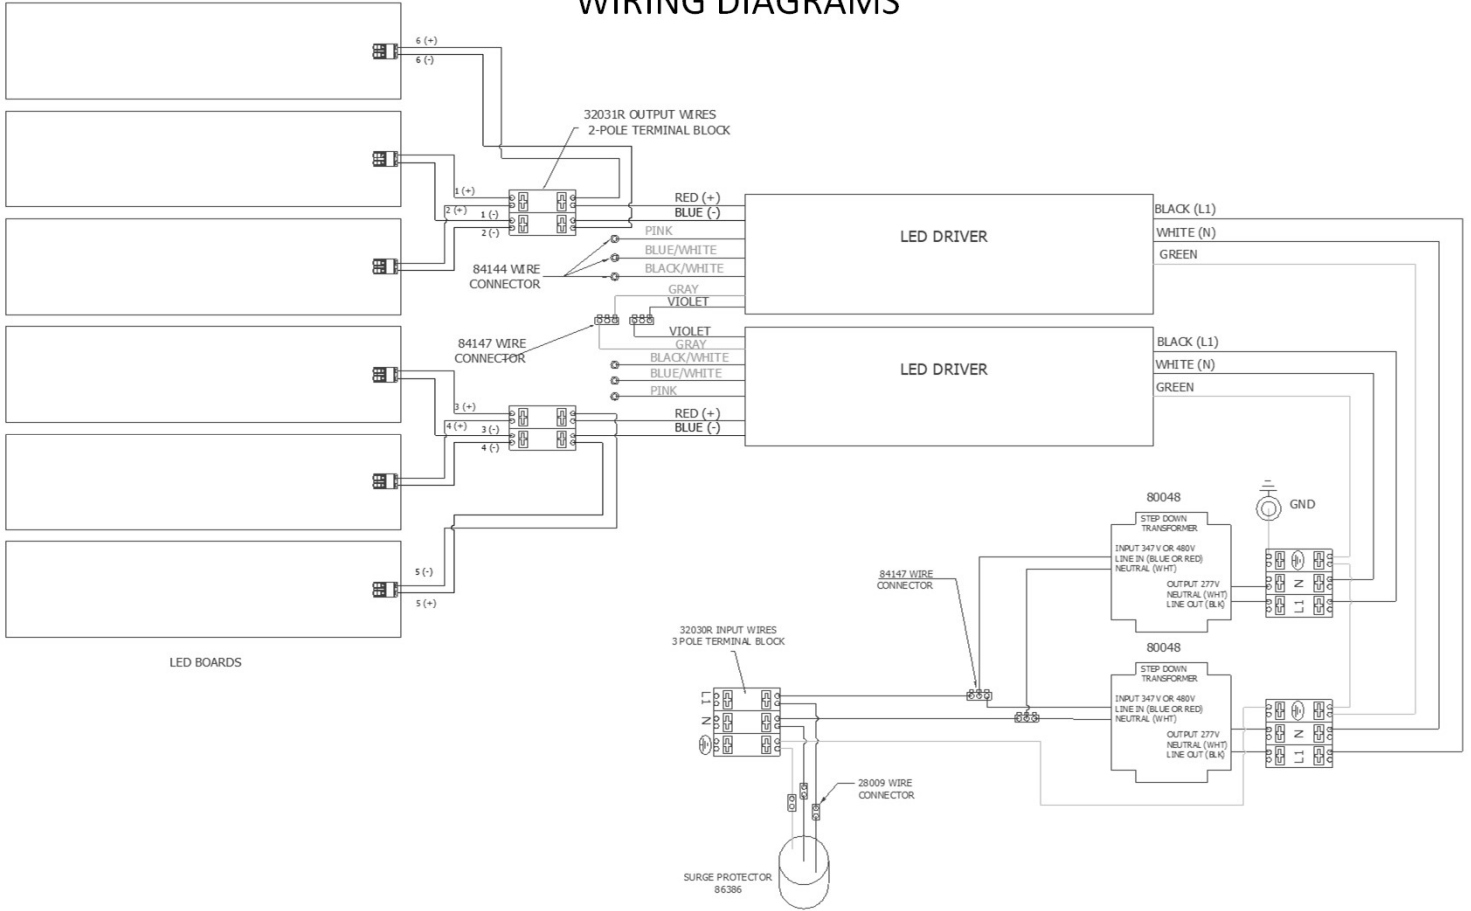 WIRING DIAGRAMS
6 (+)
6 (-)
32031R OUTPUT WIRES
2-POLE TERMINAL BLOCK
1 (+)
2 (+)
1 (-)
2 (-)
RED (+)
BLUE (-)
PINK
BLUE/WHITE
BLACK/WHITE
GRAY
VIOLET
84144 WIRE
CONNECTOR
LED DRIVER
BLACK (L1)
WHITE (N)
GREEN
84147 WIRE
CONNECTOR
VIOLET
GRAY
BLACK/WHITE
BLUE/WHITE
PINK
RED (+)
BLUE (-)
LED DRIVER
BLACK (L1)
WHITE (N)
GREEN
3 (+)
4 (+)
3 (-)
4 (-)
5 (-)
5 (+)
LED BOARDS
80048
STEP DOWN
TRANSFORMER
INPUT 347V OR 480V
LINE IN (BLUE OR RED)
NEUTRAL (WHT)
OUTPUT 277V
NEUTRAL (WHT)
LINE OUT (BLK)
GND
N
L1
84147 WIRE
CONNECTOR
32030R INPUT WIRES
3 POLE TERMINAL BLOCK
L1
N
80048
STEP DOWN
TRANSFORMER
INPUT 347V OR 480V
LINE IN (BLUE OR RED)
NEUTRAL (WHT)
OUTPUT 277V
NEUTRAL (WHT)
LINE OUT (BLK)
N
L1
28009 WIRE
CONNECTOR
SURGE PROTECTOR
86386